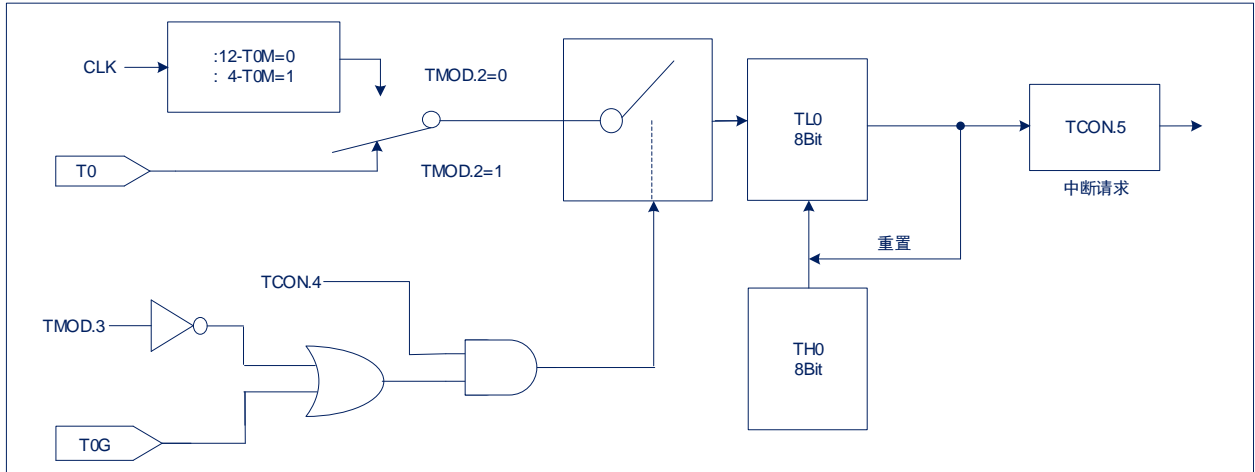 :12-T0M=0
: 4-T0M=1
CLK
TMOD.2=0
TL0
8Bit
TCON.5
T0
TMOD.2=1
中断请求
重置
TCON.4
TMOD.3
TH0
8Bit
T0G